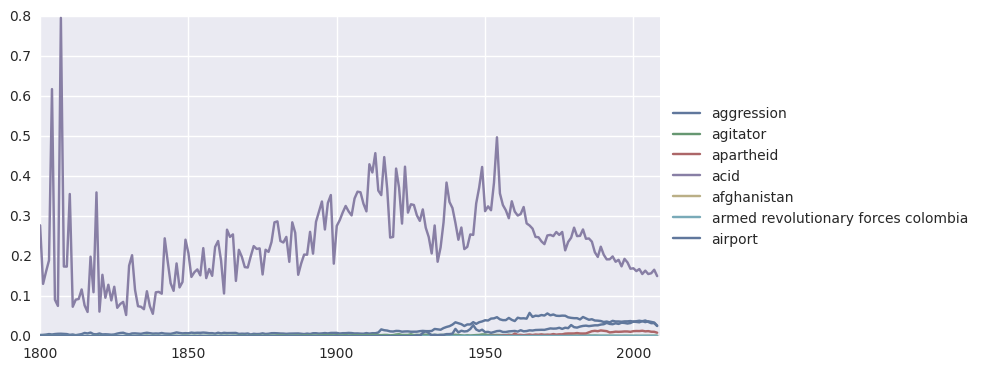 0.8
0.7
0.6
0.5
0.4
0.3
0.2
0.1
0.0
1800
1850
1900
1950
2000
aggression
agitator
apartheid
acid
afghanistan
armed revolutionary forces colombia
airport